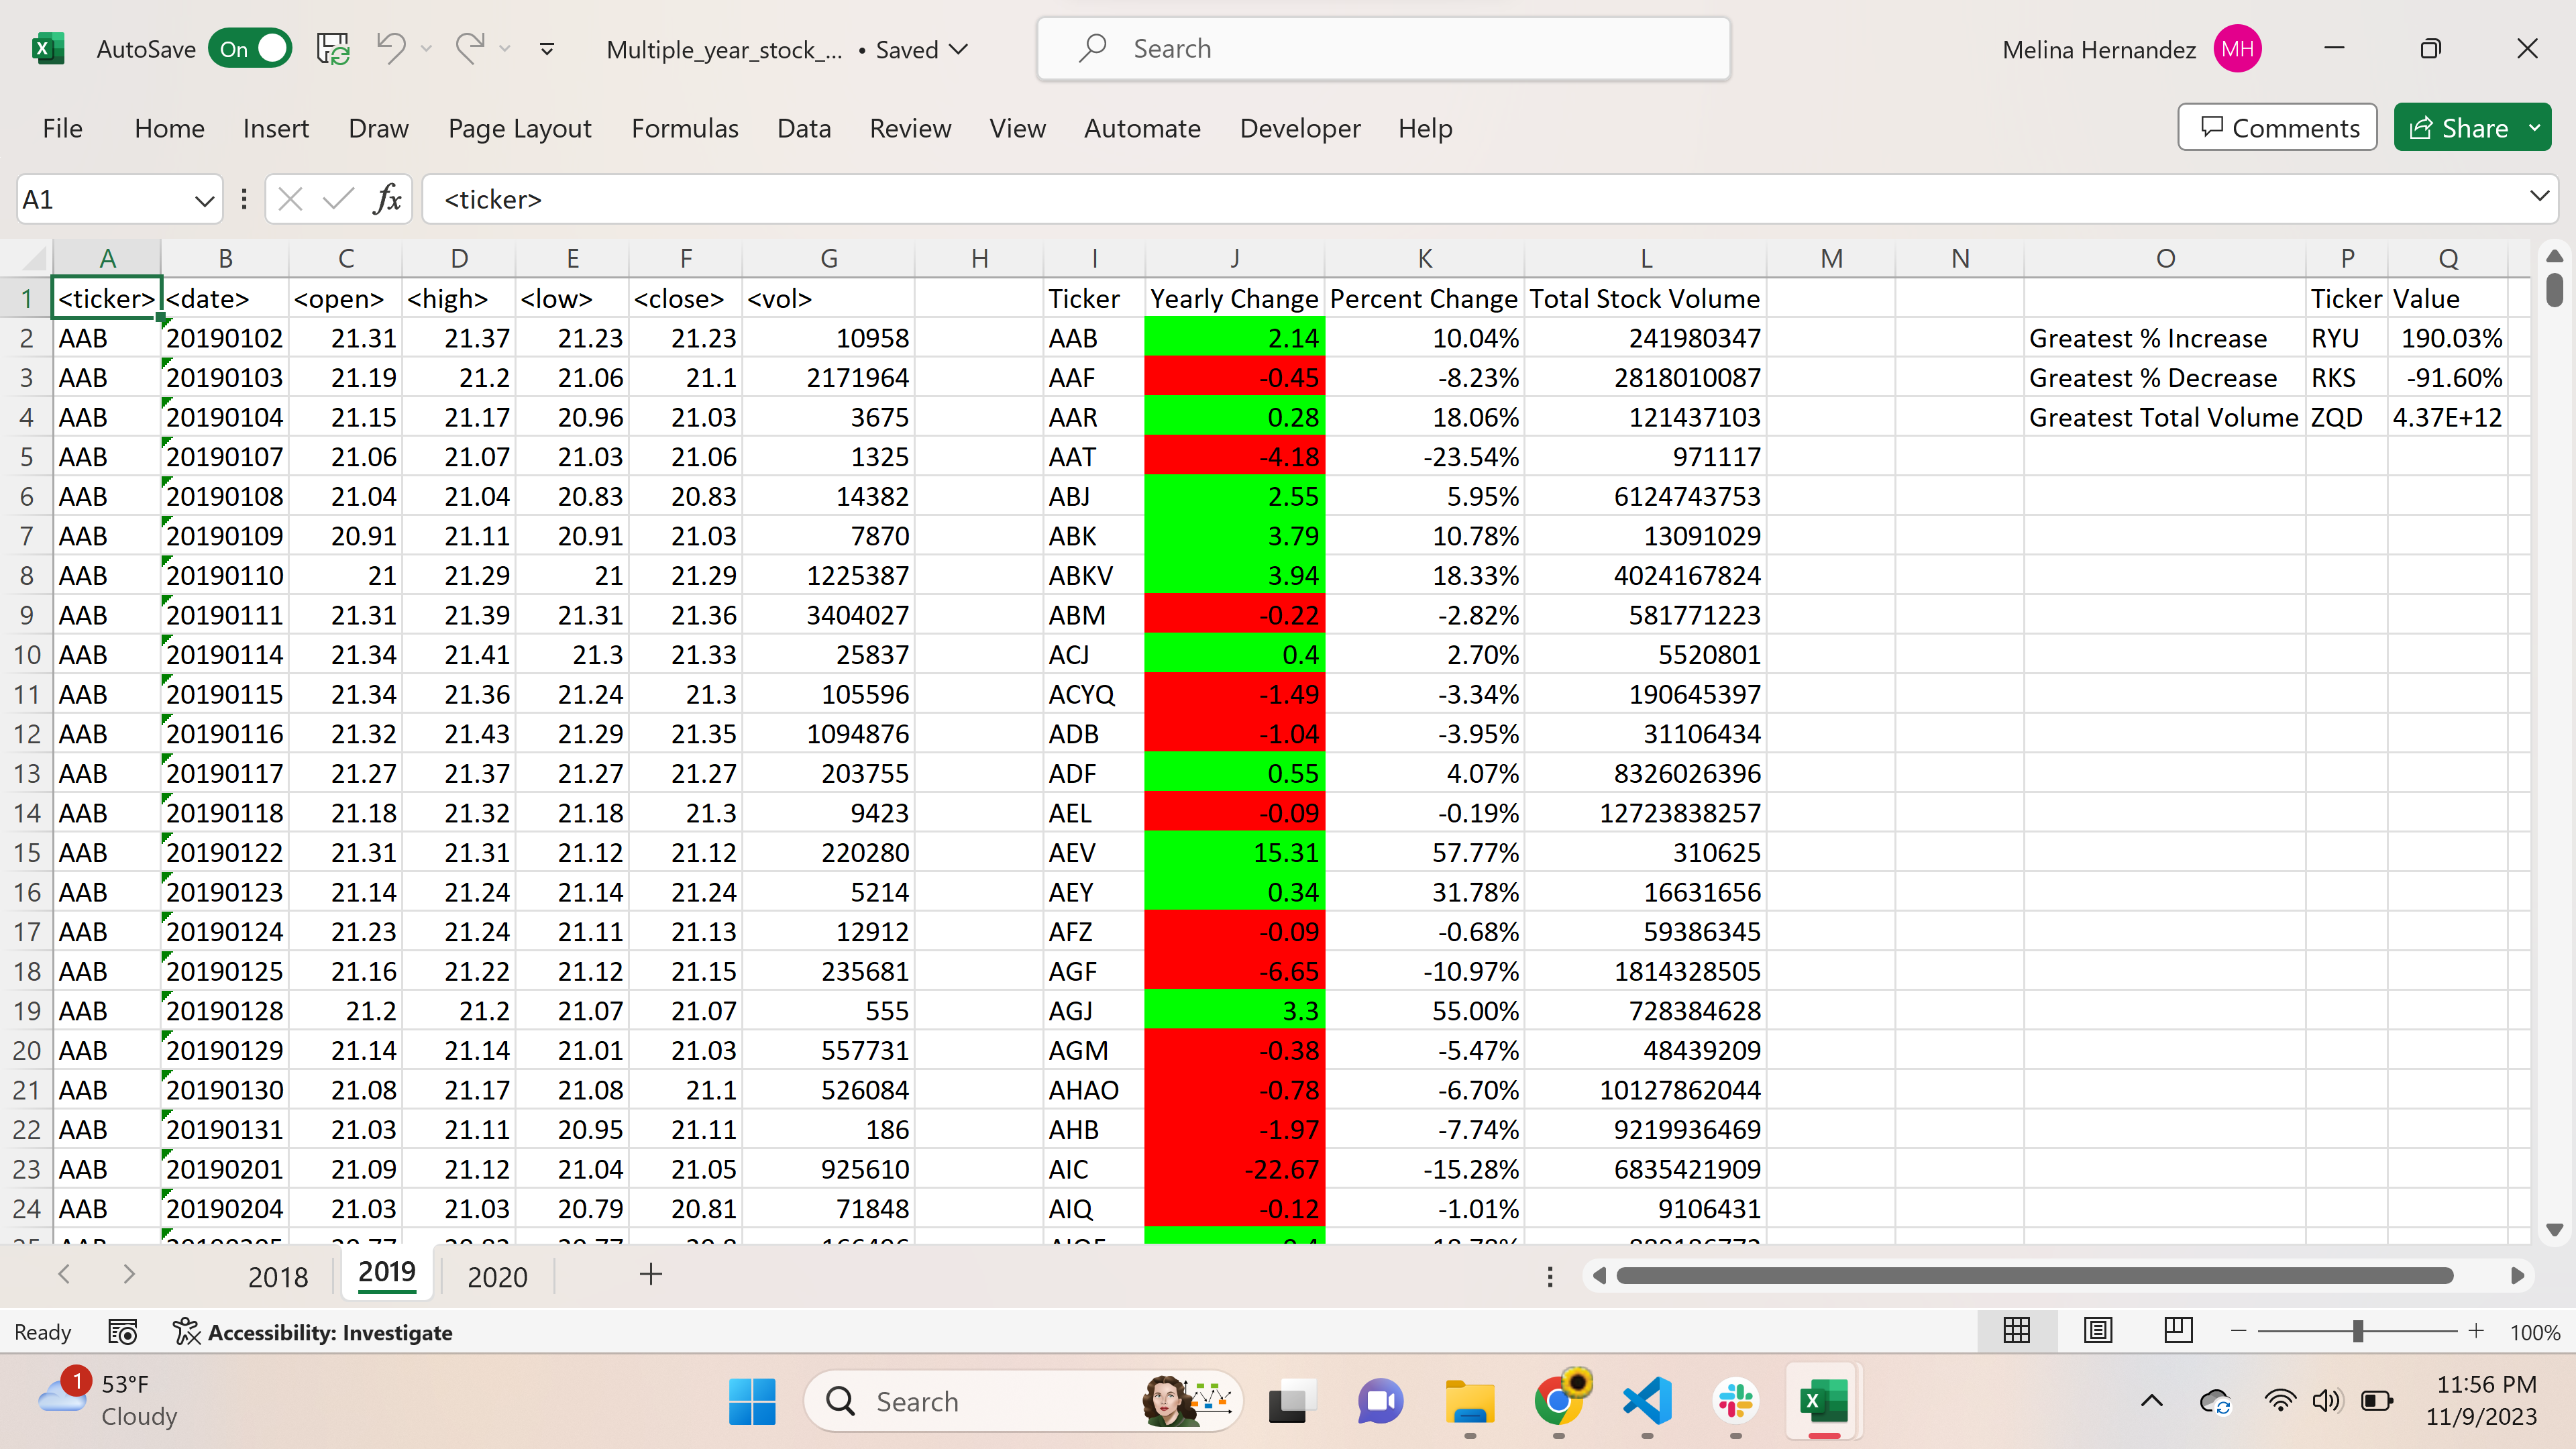 AutoSave On Multiple_year_stock_... • Saved Search Melina Hernandez MH
File Home Insert Draw Page Layout Formulas Data Review View Automate Developer Help Comments Share
A1 fx <ticker>
A B C D E F G H I J K L M N O P Q
1 <ticker> <date> <open> <high> <low> <close> <vol> Ticker Yearly Change Percent Change Total Stock Volume Ticker Value
2 AAB 20190102 21.31 21.37 21.23 21.23 10958 AAB 2.14 10.04% 241980347 Greatest % Increase RYU 190.03%
3 AAB 20190103 21.19 21.2 21.06 21.1 2171964 AAF -0.45 -8.23% 2818010087 Greatest % Decrease RKS -91.60%
4 AAB 20190104 21.15 21.17 20.96 21.03 3675 AAR 0.28 18.06% 121437103 Greatest Total Volume ZQD 4.37E+12
5 AAB 20190107 21.06 21.07 21.03 21.06 1325 AAT -4.18 -23.54% 971117
6 AAB 20190108 21.04 21.04 20.83 20.83 14382 ABJ 2.55 5.95% 6124743753
7 AAB 20190109 20.91 21.11 20.91 21.03 7870 ABK 3.79 10.78% 13091029
8 AAB 20190110 21 21.29 21 21.29 1225387 ABKV 3.94 18.33% 4024167824
9 AAB 20190111 21.31 21.39 21.31 21.36 3404027 ABM -0.22 -2.82% 581771223
10 AAB 20190114 21.34 21.41 21.3 21.33 25837 ACJ 0.4 2.70% 5520801
11 AAB 20190115 21.34 21.36 21.24 21.3 105596 ACYQ -1.49 -3.34% 190645397
12 AAB 20190116 21.32 21.43 21.29 21.35 1094876 ADB -1.04 -3.95% 31106434
13 AAB 20190117 21.27 21.37 21.27 21.27 203755 ADF 0.55 4.07% 8326026396
14 AAB 20190118 21.18 21.32 21.18 21.3 9423 AEL -0.09 -0.19% 12723838257
15 AAB 20190122 21.31 21.31 21.12 21.12 220280 AEV 15.31 57.77% 310625
16 AAB 20190123 21.14 21.24 21.14 21.24 5214 AEY 0.34 31.78% 16631656
17 AAB 20190124 21.23 21.24 21.11 21.13 12912 AFZ -0.09 -0.68% 59386345
18 AAB 20190125 21.16 21.22 21.12 21.15 235681 AGF -6.65 -10.97% 1814328505
19 AAB 20190128 21.2 21.2 21.07 21.07 555 AGJ 3.3 55.00% 728384628
20 AAB 20190129 21.14 21.14 21.01 21.03 557731 AGM -0.38 -5.47% 48439209
21 AAB 20190130 21.08 21.17 21.08 21.1 526084 AHAO -0.78 -6.70% 10127862044
22 AAB 20190131 21.03 21.11 20.95 21.11 186 AHB -1.97 -7.74% 9219936469
23 AAB 20190201 21.09 21.12 21.04 21.05 925610 AIC -22.67 -15.28% 6835421909
24 AAB 20190204 21.03 21.03 20.79 20.81 71848 AIQ -0.12 -1.01% 9106431
2018 2019 2020
Ready Accessibility: Investigate 100%
1 53°F Search 11:56 PM
Cloudy 11/9/2023